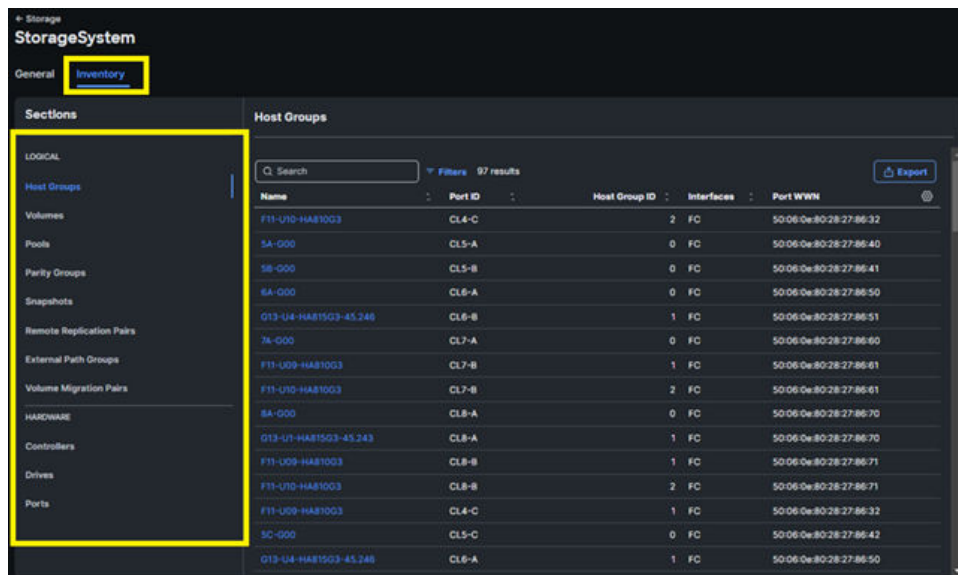 ← Storage
StorageSystem
General Inventory
Sections
LOGICAL
Host Groups
Volumes
Pools
Parity Groups
Snapshots
Remote Replication Pairs
External Path Groups
Volume Migration Pairs
HARDWARE
Controllers
Drives
Ports
Host Groups
Search Filters 97 results Export
Name Port ID Host Group ID Interfaces Port WWN
F11-U10-HA810G3 CL4-C 2 FC 50:06:0e:80:28:27:86:32
5A-G00 CL5-A 0 FC 50:06:0e:80:28:27:86:40
5B-G00 CL5-B 0 FC 50:06:0e:80:28:27:86:41
6A-G00 CL6-A 0 FC 50:06:0e:80:28:27:86:50
G13-U4-HA815G3-45.246 CL6-B 1 FC 50:06:0e:80:28:27:86:51
7A-G00 CL7-A 0 FC 50:06:0e:80:28:27:86:60
F11-U09-HA810G3 CL7-B 1 FC 50:06:0e:80:28:27:86:61
F11-U10-HA810G3 CL7-B 2 FC 50:06:0e:80:28:27:86:61
8A-G00 CL8-A 0 FC 50:06:0e:80:28:27:86:70
G13-U1-HA815G3-45.243 CL8-A 1 FC 50:06:0e:80:28:27:86:70
F11-U09-HA810G3 CL8-B 1 FC 50:06:0e:80:28:27:86:71
F11-U10-HA810G3 CL8-B 2 FC 50:06:0e:80:28:27:86:71
F11-U09-HA810G3 CL4-C 1 FC 50:06:0e:80:28:27:86:32
5C-G00 CL5-C 0 FC 50:06:0e:80:28:27:86:42
G13-U4-HA815G3-45.246 CL6-A 1 FC 50:06:0e:80:28:27:86:50